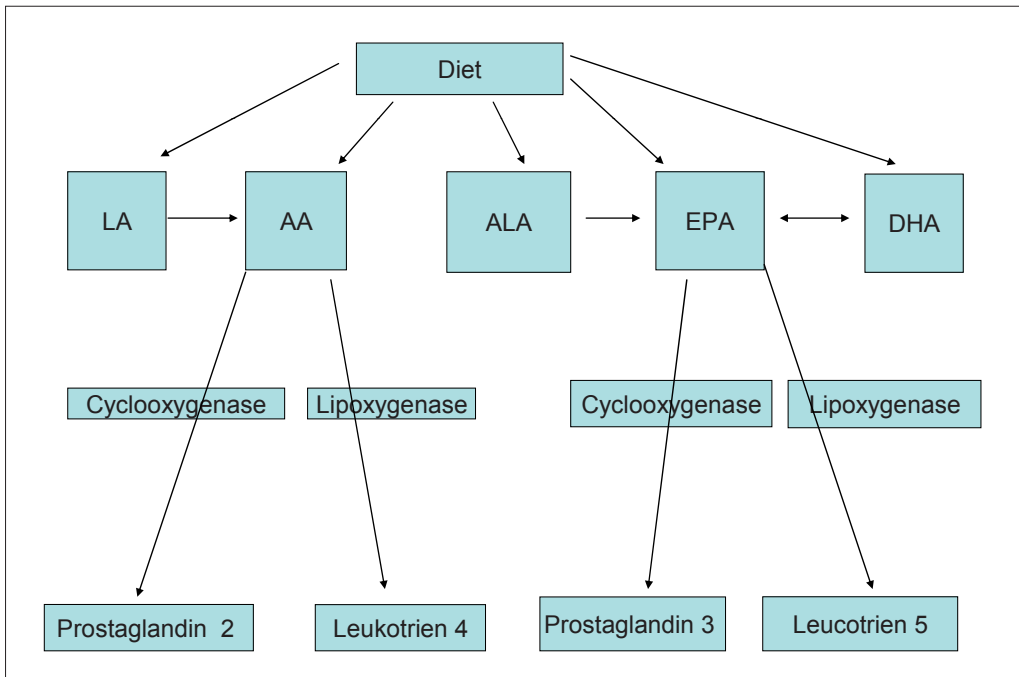 Diet
LA
AA
ALA
EPA
DHA
Cyclooxygenase
Lipoxygenase
Cyclooxygenase
Lipoxygenase
Prostaglandin 2
Leukotrien 4
Prostaglandin 3
Leucotrien 5